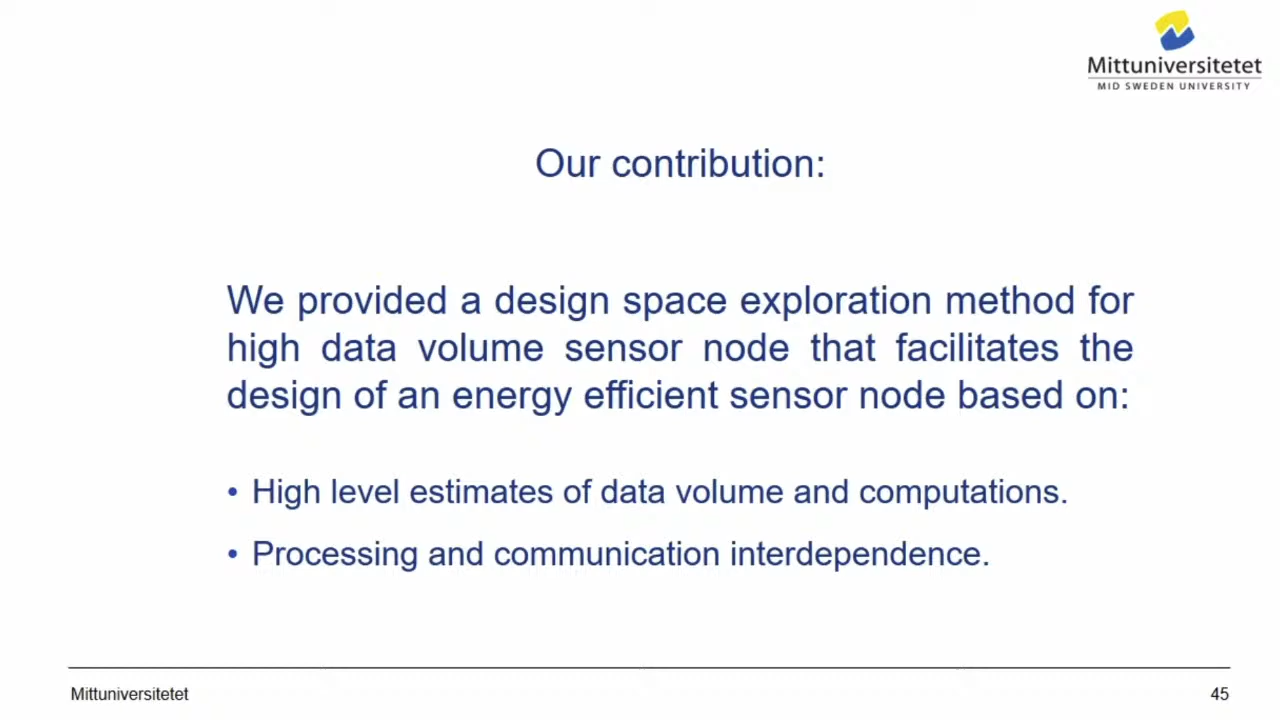 Mittuniversitetet
MID SWEDEN UNIVERSITY
Our contribution:
We provided a design space exploration method for
high data volume sensor node that facilitates the
design of an energy efficient sensor node based on:
• High level estimates of data volume and computations.
• Processing and communication interdependence.
Mittuniversitetet
45